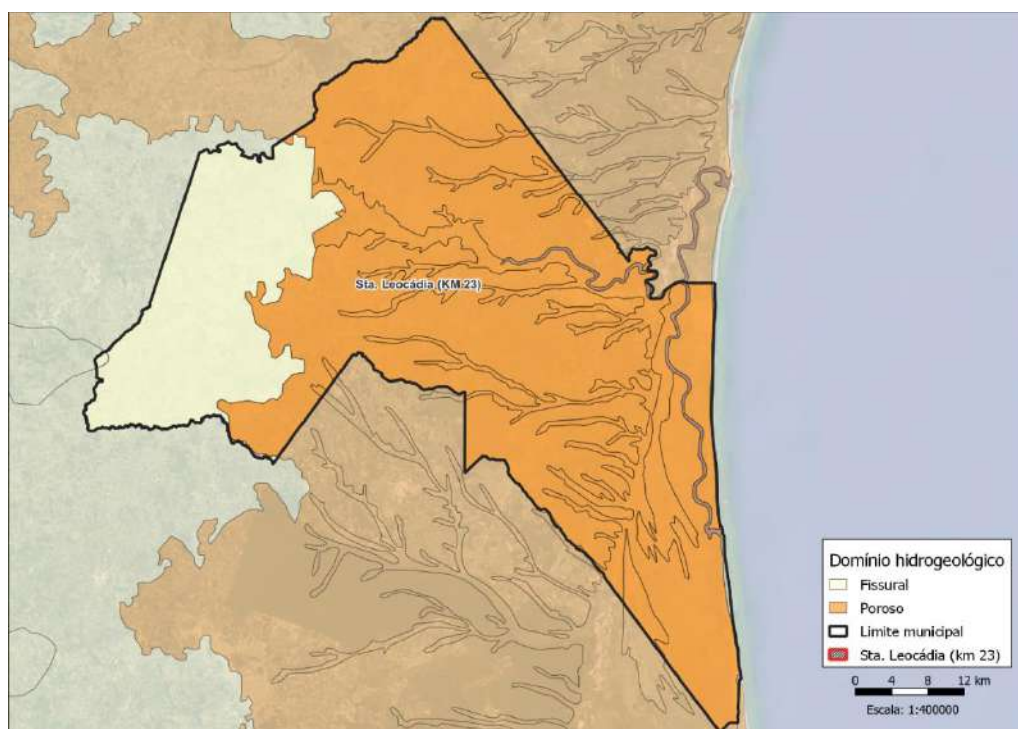 Sta. Leocádia (KM 23)
Domínio hidrogeológico
Fissural
Poroso
Limite municipal
Sta. Leocádia (km 23)
0 4 8 12 km
Escala: 1:400000